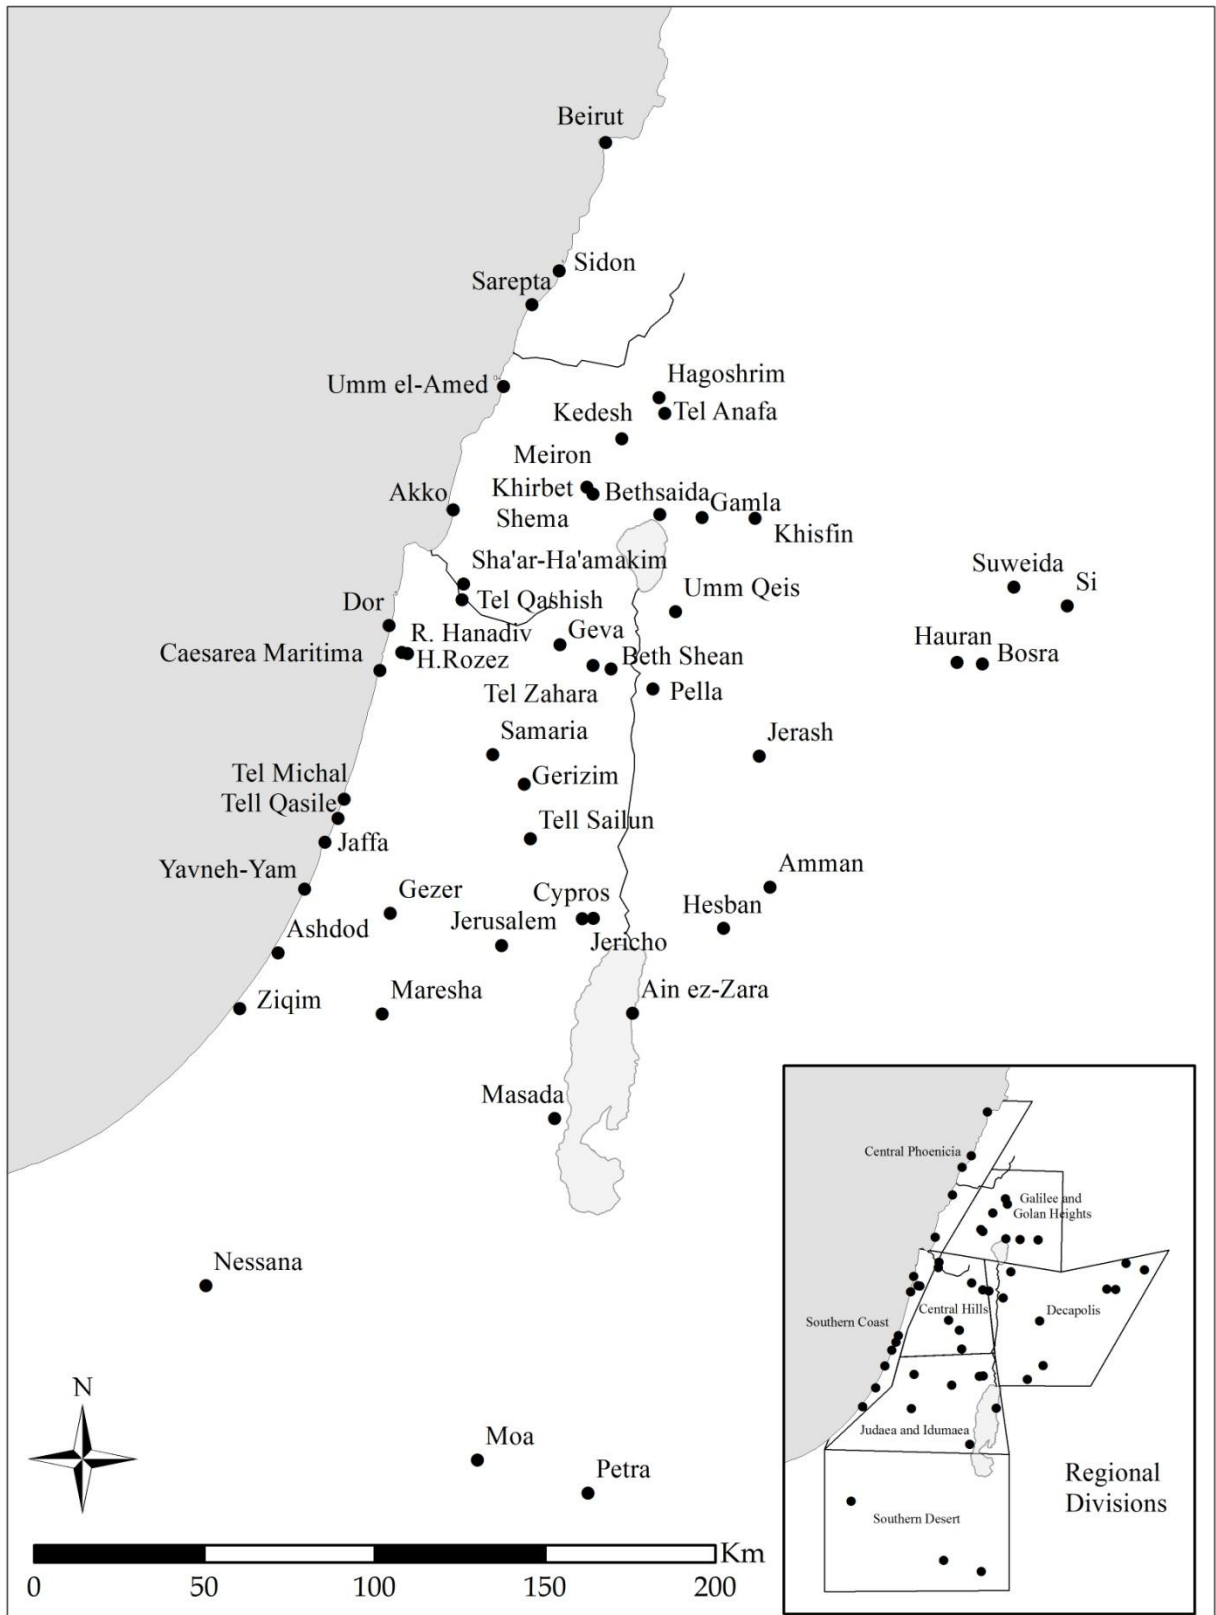 Beirut
Sidon
Sarepta
Umm el-Amed
Hagoshrim
Tel Anafa
Kedesh
Meiron
Khirbet
Shema
Bethsaida
Gamla
Khisfin
Akko
Sha'ar-Ha'amakim
Tel Qashish
Suweida
Si
Umm Qeis
Dor
R. Hanadiv
H.Rozez
Geva
Hauran
Bosra
Caesarea Maritima
Beth Shean
Tel Zahara
Pella
Samaria
Jerash
Gerizim
Tel Michal
Tell Qasile
Jaffa
Tell Sailun
Yavneh-Yam
Amman
Gezer
Cypros
Hesban
Jerusalem
Jericho
Ashdod
Ziqim
Maresha
Ain ez-Zara
Masada
Nessana
Moa
Petra
N
Km
0 50 100 150 200
Central Phoenicia
Galilee and
Golan Heights
Southern Coast
Central Hills
Decapolis
Judaea and Idumaea
Southern Desert
Regional
Divisions